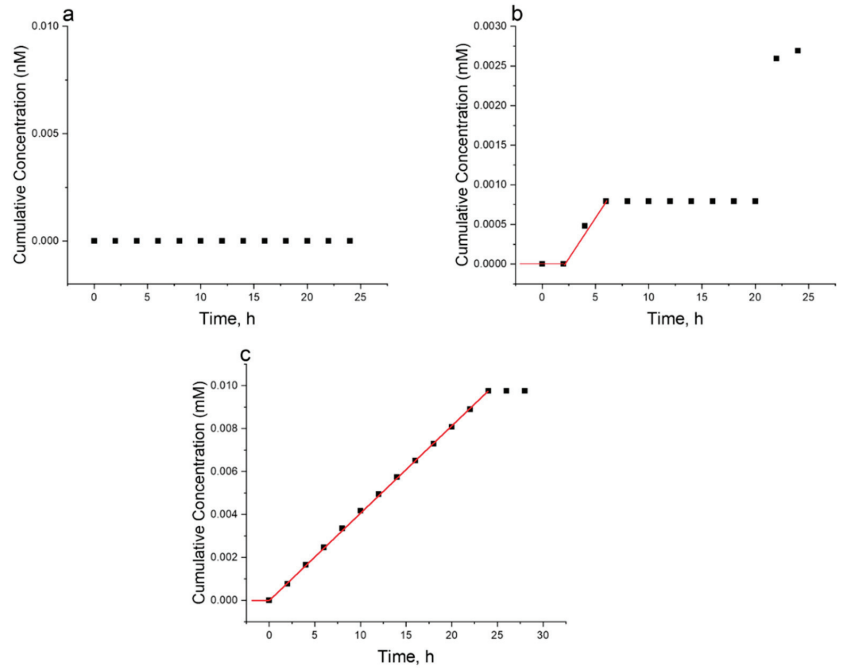 a
0.010
0.005
0.000
Cumulative Concentration (nM)
0 5 10 15 20 25
Time, h
b
0.0030
0.0025
0.0020
0.0015
0.0010
0.0005
0.0000
Cumulative Concentration (mM)
0 5 10 15 20 25
Time, h
c
0.010
0.008
0.006
0.004
0.002
0.000
Cumulative Concentration (mM)
0 5 10 15 20 25 30
Time, h